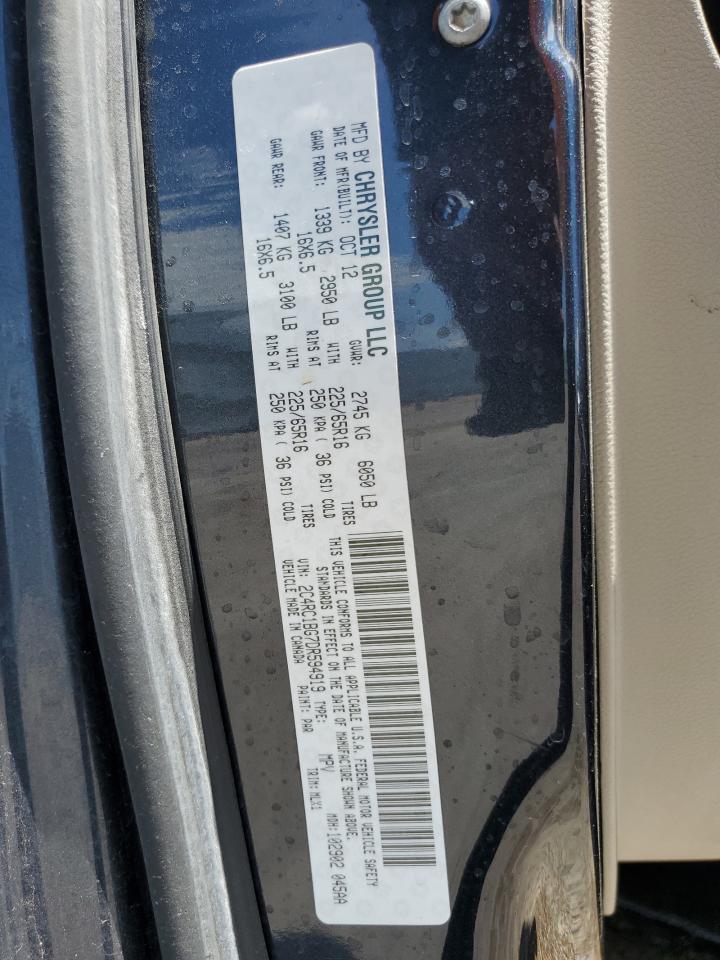 MFD BY CHRYSLER GROUP LLC
DATE OF MFR(BUILT): OCT 12 GVWR: 2745 KG 6050 LB
GAWR FRONT: 1339 KG 2950 LB WITH 225/65R16 TIRES
16X6.5 RIMS AT 250 KPA ( 36 PSI) COLD
GAWR REAR: 1407 KG 3100 LB WITH 225/65R16 TIRES
16X6.5 RIMS AT 250 KPA ( 36 PSI) COLD
THIS VEHICLE CONFORMS TO ALL APPLICABLE U.S.A. FEDERAL MOTOR VEHICLE SAFETY
STANDARDS IN EFFECT ON THE DATE OF MANUFACTURE SHOWN ABOVE.
VIN: 2C4RC1BG7DR594919 TYPE: MPV MDH:102902 045AA
VEHICLE MADE IN CANADA PAINT: PAR TRIM:MLX1